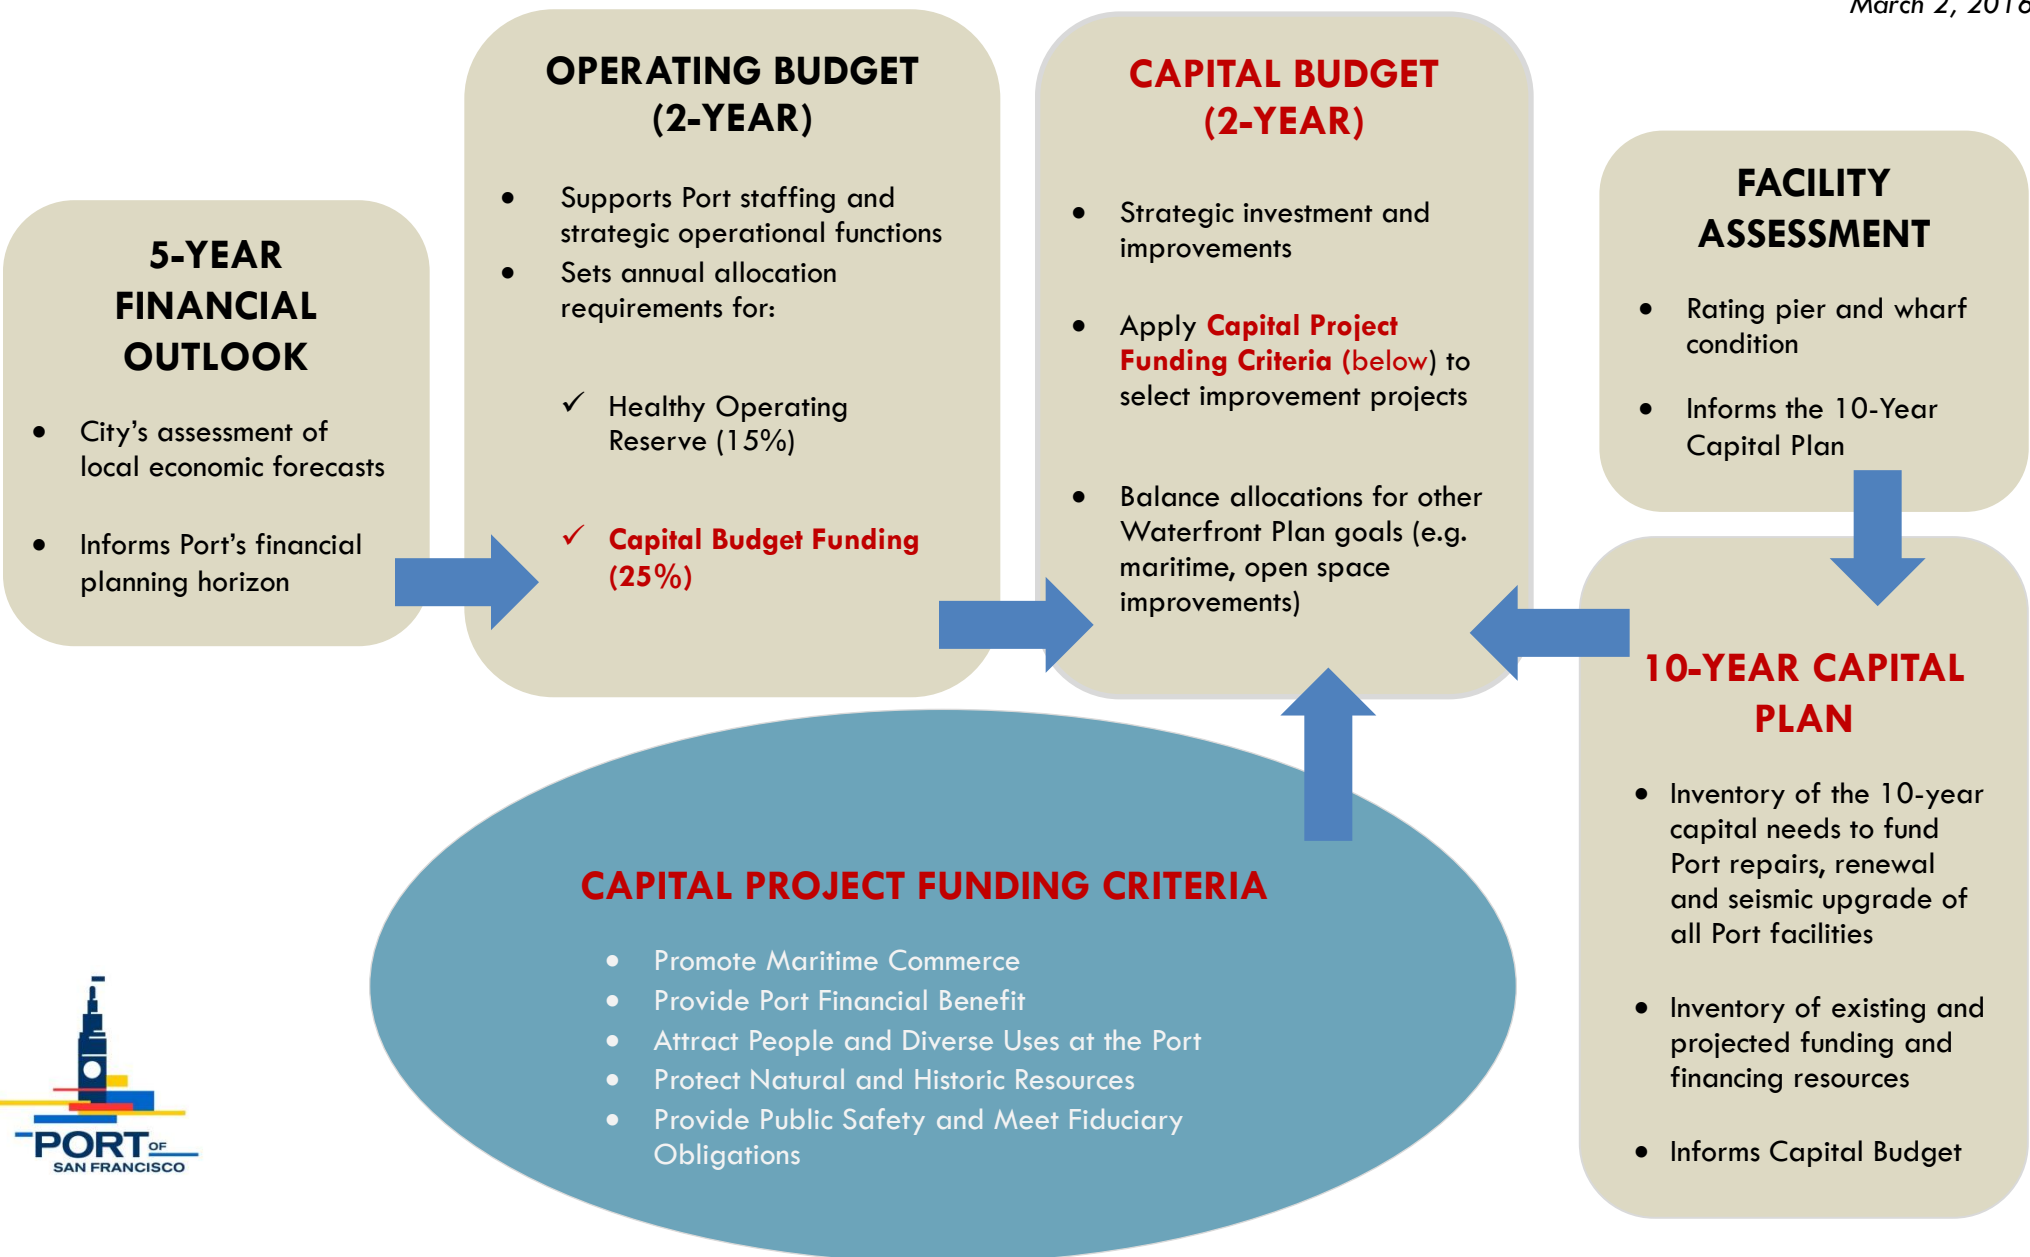 March 2, 2016
OPERATING BUDGET
(2-YEAR)
• Supports Port staffing and
strategic operational functions
• Sets annual allocation
requirements for:
✓ Healthy Operating
Reserve (15%)
✓ Capital Budget Funding
(25%)
CAPITAL BUDGET
(2-YEAR)
• Strategic investment and
improvements
• Apply Capital Project
Funding Criteria (below) to
select improvement projects
• Balance allocations for other
Waterfront Plan goals (e.g.
maritime, open space
improvements)
FACILITY
ASSESSMENT
• Rating pier and wharf
condition
• Informs the 10-Year
Capital Plan
5-YEAR
FINANCIAL
OUTLOOK
• City’s assessment of
local economic forecasts
• Informs Port’s financial
planning horizon
10-YEAR CAPITAL
PLAN
• Inventory of the 10-year
capital needs to fund
Port repairs, renewal
and seismic upgrade of
all Port facilities
• Inventory of existing and
projected funding and
financing resources
• Informs Capital Budget
CAPITAL PROJECT FUNDING CRITERIA
• Promote Maritime Commerce
• Provide Port Financial Benefit
• Attract People and Diverse Uses at the Port
• Protect Natural and Historic Resources
• Provide Public Safety and Meet Fiduciary
Obligations
PORT OF
SAN FRANCISCO